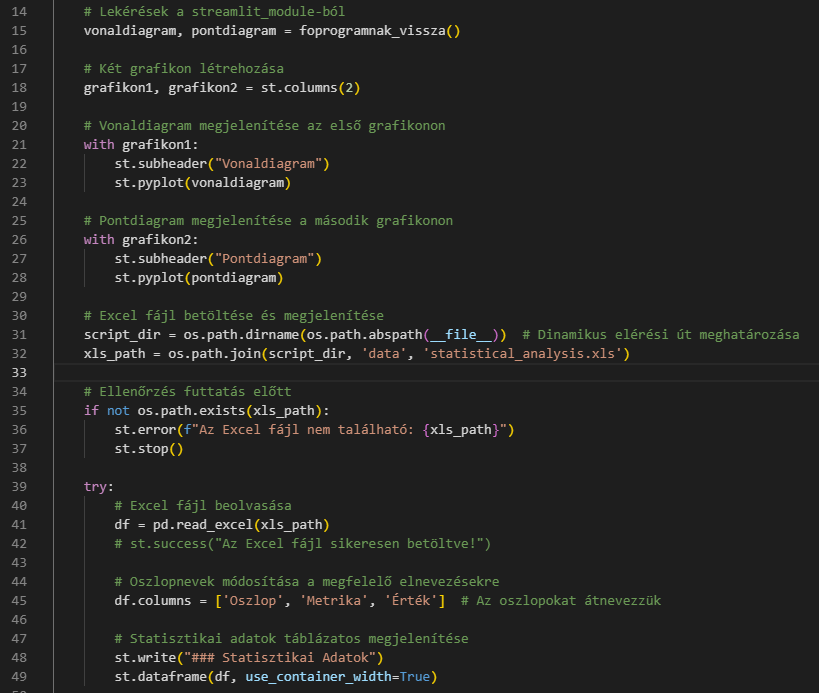 14 # Lekérések a streamlit_module-ból
15 vonaldiagram, pontdiagram = foprogramnak_vissza()
16
17 # Két grafikon létrehozása
18 grafikon1, grafikon2 = st.columns(2)
19
20 # Vonaldiagram megjelenítése az első grafikonon
21 with grafikon1:
22 st.subheader("Vonaldiagram")
23 st.pyplot(vonaldiagram)
24
25 # Pontdiagram megjelenítése a második grafikonon
26 with grafikon2:
27 st.subheader("Pontdiagram")
28 st.pyplot(pontdiagram)
29
30 # Excel fájl betöltése és megjelenítése
31 script_dir = os.path.dirname(os.path.abspath(__file__)) # Dinamikus elérési út meghatározása
32 xls_path = os.path.join(script_dir, 'data', 'statistical_analysis.xls')
33
34 # Ellenőrzés futtatás előtt
35 if not os.path.exists(xls_path):
36 st.error(f"Az Excel fájl nem található: {xls_path}")
37 st.stop()
38
39 try:
40 # Excel fájl beolvasása
41 df = pd.read_excel(xls_path)
42 # st.success("Az Excel fájl sikeresen betöltve!")
43
44 # Oszlopnevek módosítása a megfelelő elnevezésekre
45 df.columns = ['Oszlop', 'Metrika', 'Érték'] # Az oszlopokat átnevezzük
46
47 # Statisztikai adatok táblázatos megjelenítése
48 st.write("### Statisztikai Adatok")
49 st.dataframe(df, use_container_width=True)